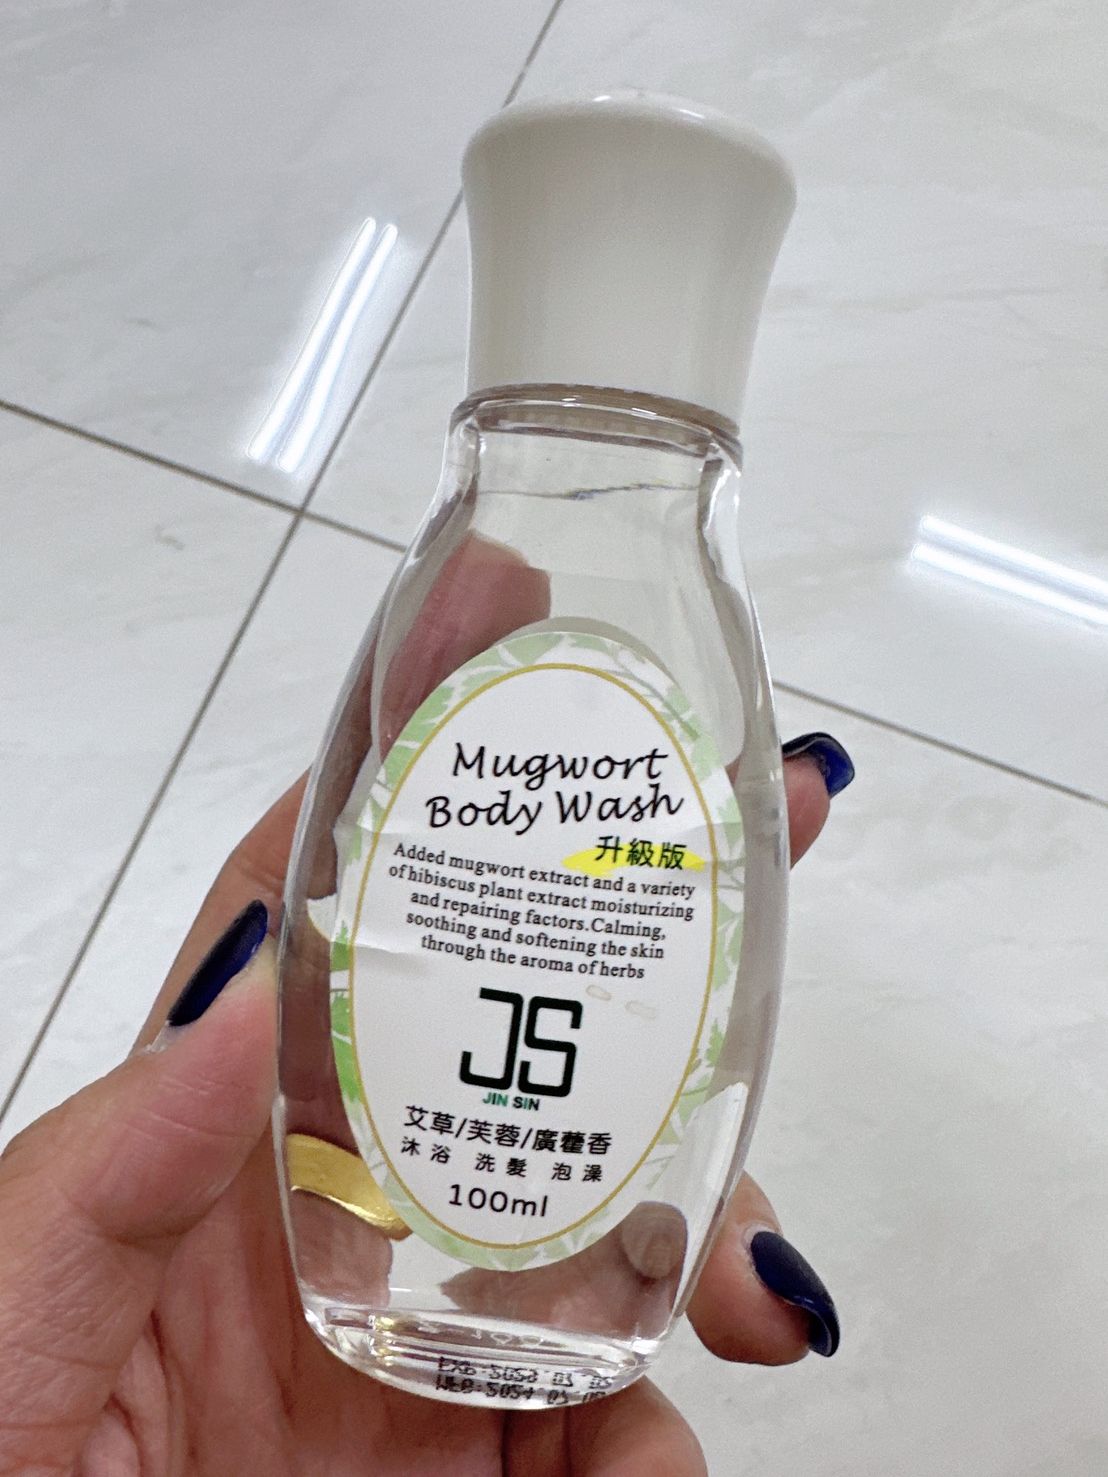 Mugwort
Body Wash
升級版
Added mugwort extract and a variety
of hibiscus plant extract moisturizing
and repairing factors.Calming,
soothing and softening the skin
through the aroma of herbs
JS
JIN SIN
艾草/芙蓉/廣藿香
沐浴 洗髮 泡澡
100ml